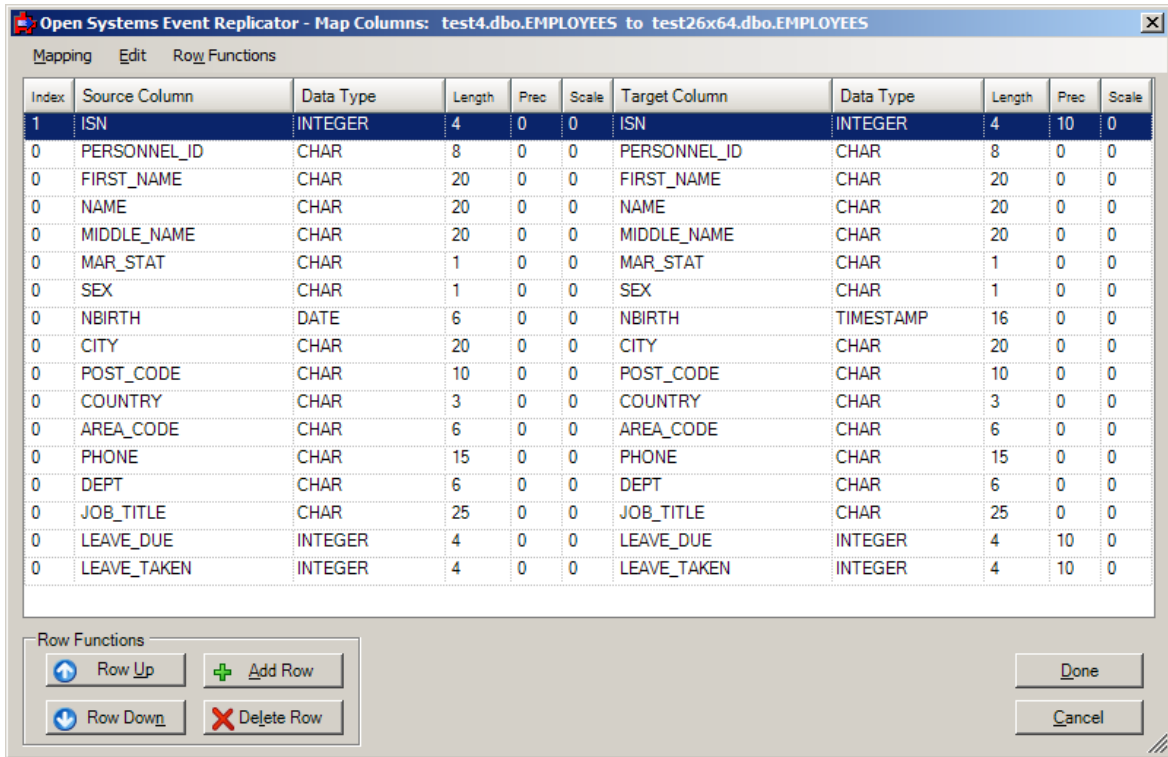 Open Systems Event Replicator - Map Columns: test4.dbo.EMPLOYEES to test26x64.dbo.EMPLOYEES
Mapping Edit Row Functions
Index Source Column Data Type Length Prec Scale Target Column Data Type Length Prec Scale
1 ISN INTEGER 4 0 0 ISN INTEGER 4 10 0
0 PERSONNEL_ID CHAR 8 0 0 PERSONNEL_ID CHAR 8 0 0
0 FIRST_NAME CHAR 20 0 0 FIRST_NAME CHAR 20 0 0
0 NAME CHAR 20 0 0 NAME CHAR 20 0 0
0 MIDDLE_NAME CHAR 20 0 0 MIDDLE_NAME CHAR 20 0 0
0 MAR_STAT CHAR 1 0 0 MAR_STAT CHAR 1 0 0
0 SEX CHAR 1 0 0 SEX CHAR 1 0 0
0 NBIRTH DATE 6 0 0 NBIRTH TIMESTAMP 16 0 0
0 CITY CHAR 20 0 0 CITY CHAR 20 0 0
0 POST_CODE CHAR 10 0 0 POST_CODE CHAR 10 0 0
0 COUNTRY CHAR 3 0 0 COUNTRY CHAR 3 0 0
0 AREA_CODE CHAR 6 0 0 AREA_CODE CHAR 6 0 0
0 PHONE CHAR 15 0 0 PHONE CHAR 15 0 0
0 DEPT CHAR 6 0 0 DEPT CHAR 6 0 0
0 JOB_TITLE CHAR 25 0 0 JOB_TITLE CHAR 25 0 0
0 LEAVE_DUE INTEGER 4 0 0 LEAVE_DUE INTEGER 4 10 0
0 LEAVE_TAKEN INTEGER 4 0 0 LEAVE_TAKEN INTEGER 4 10 0
Row Functions
Row Up Add Row Done
Row Down Delete Row Cancel